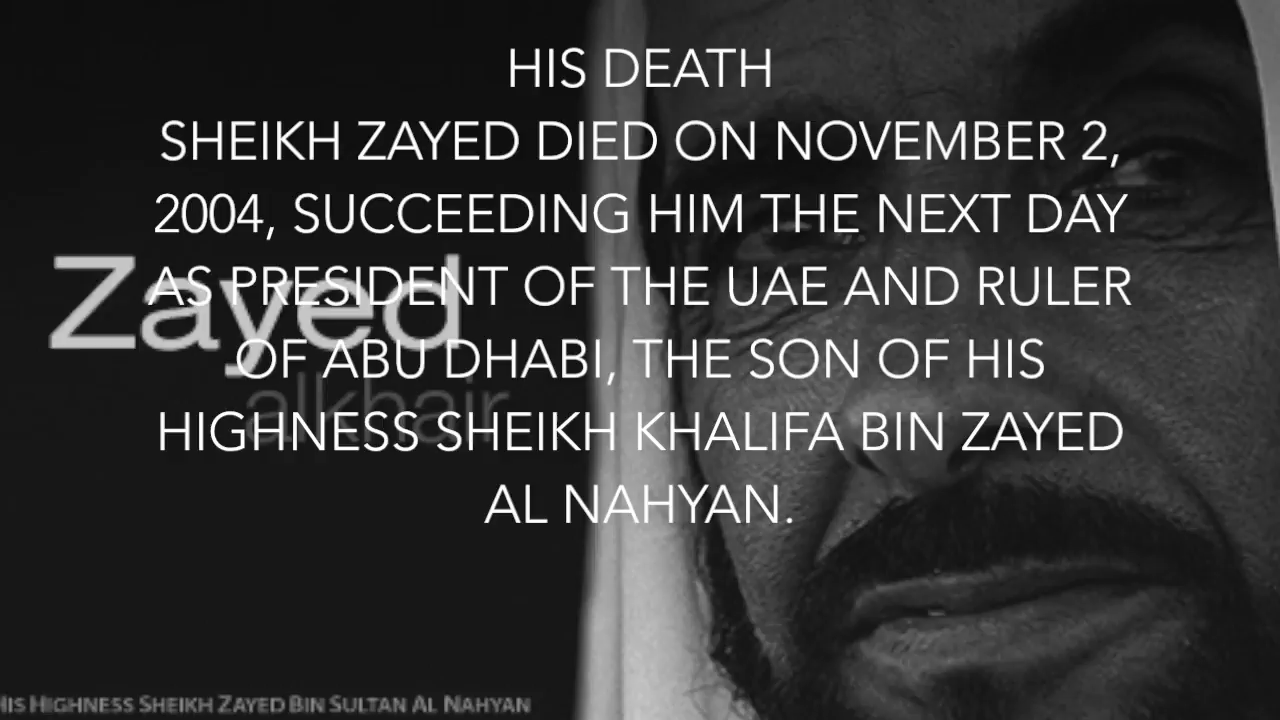 HIS DEATH
SHEIKH ZAYED DIED ON NOVEMBER 2,
2004, SUCCEEDING HIM THE NEXT DAY
AS PRESIDENT OF THE UAE AND RULER
OF ABU DHABI, THE SON OF HIS
HIGHNESS SHEIKH KHALIFA BIN ZAYED
AL NAHYAN.
Zayed
alkhair
HIS HIGHNESS SHEIKH ZAYED BIN SULTAN AL NAHYAN